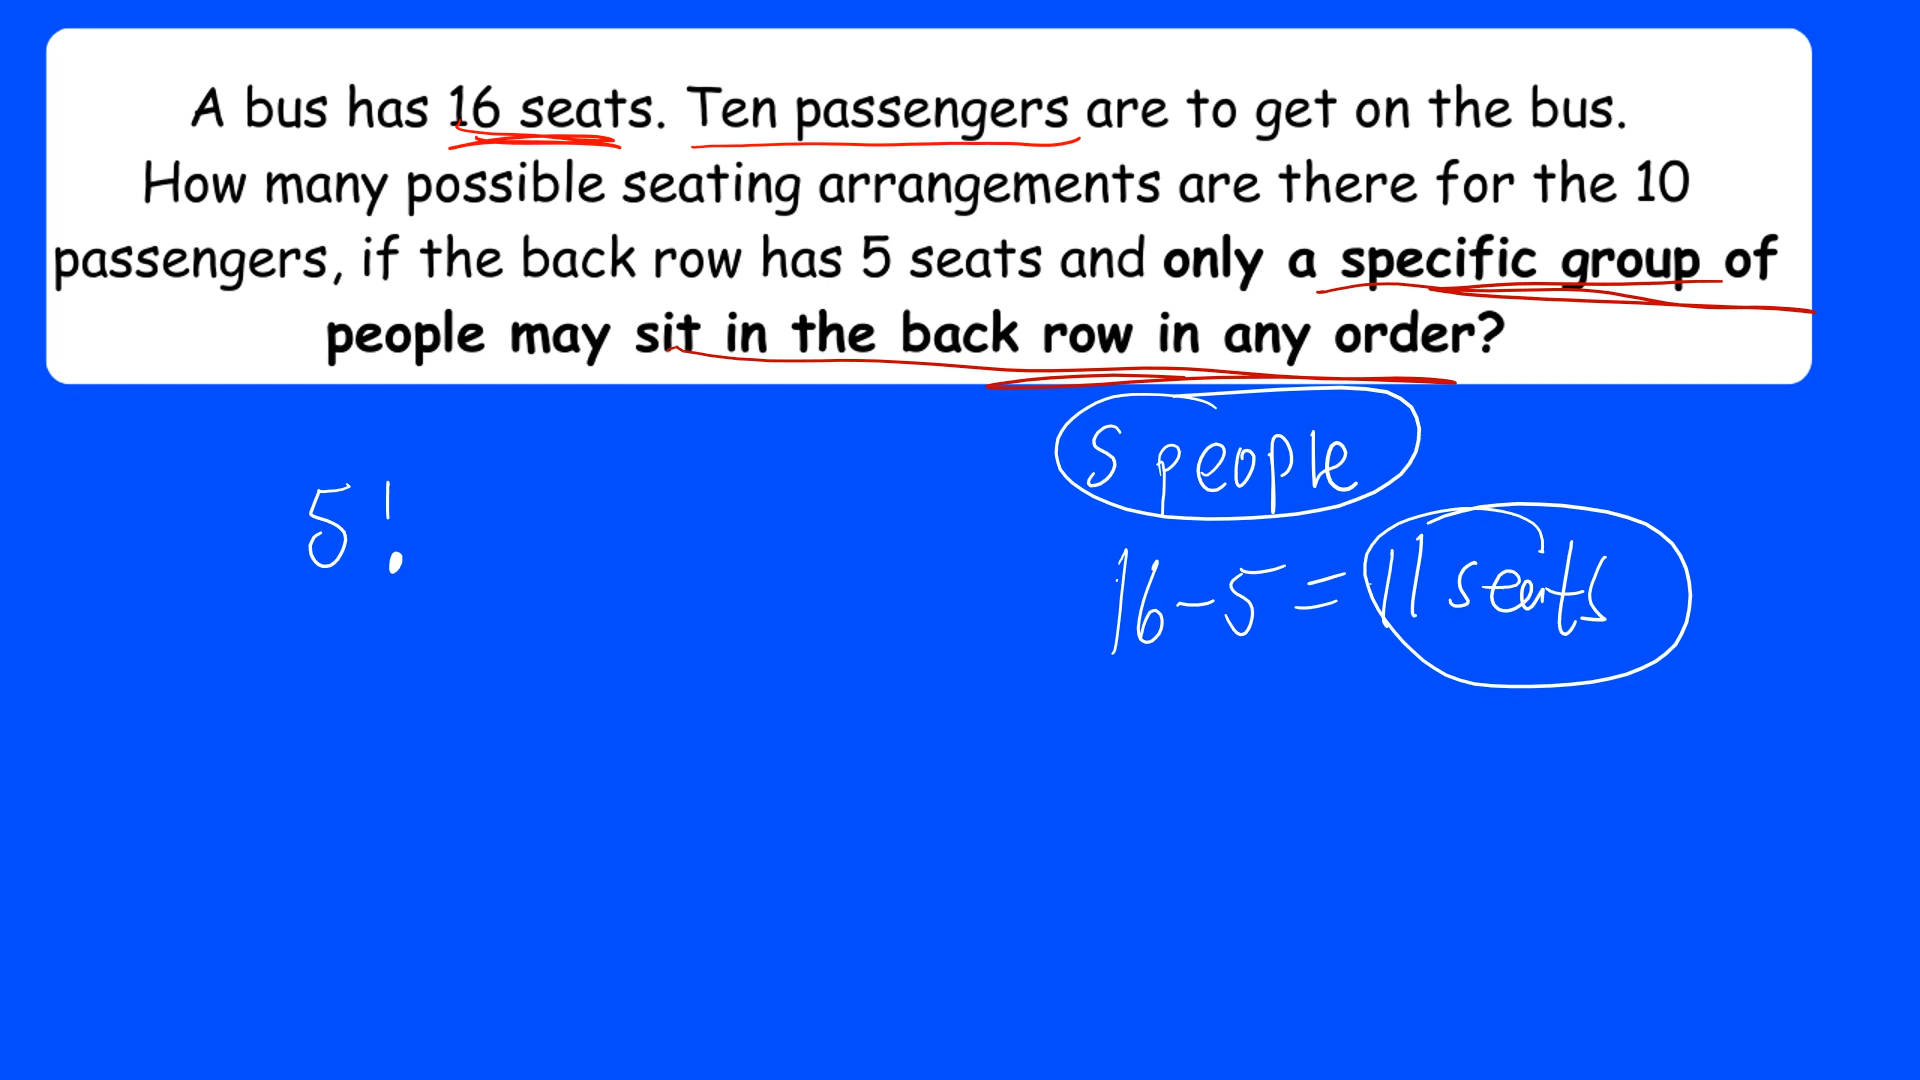 A bus has 16 seats. Ten passengers are to get on the bus.
How many possible seating arrangements are there for the 10
passengers, if the back row has 5 seats and only a specific group of
people may sit in the back row in any order?
5 people
5!
16-5=11 seats